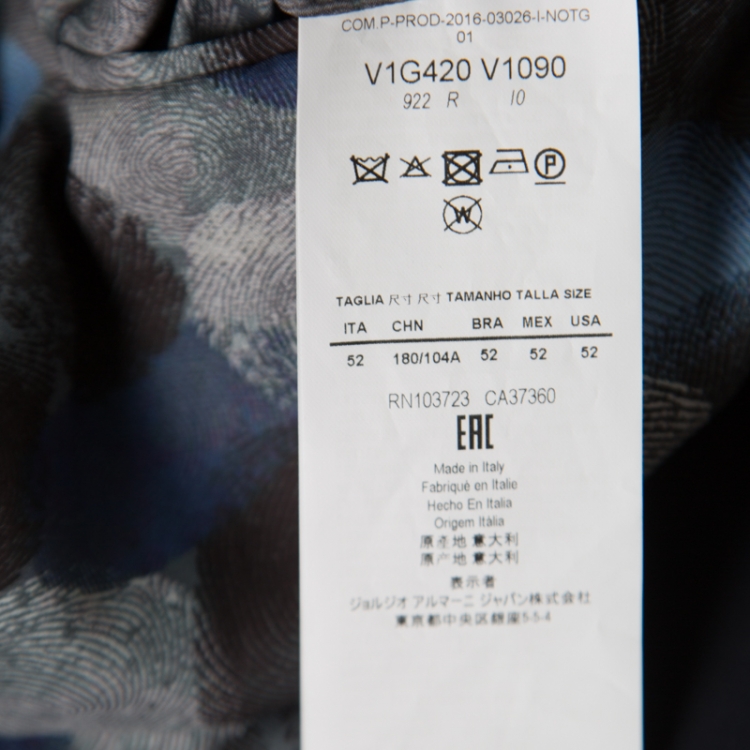 COM.P-PROD-2016-03026-I-NOTG
01
V1G420 V1090
922 R 10
P
W
TAGLIA 尺寸 尺寸 TAMANHO TALLA SIZE
ITA CHN BRA MEX USA
52 180/104A 52 52 52
RN103723 CA37360
EAC
Made in Italy
Fabriqué en Italie
Hecho En Italia
Origem Itália
原產地 意大利
原产地 意大利
表示者
ジョルジオ アルマーニ ジャパン株式会社
東京都中央区銀座5-5-4